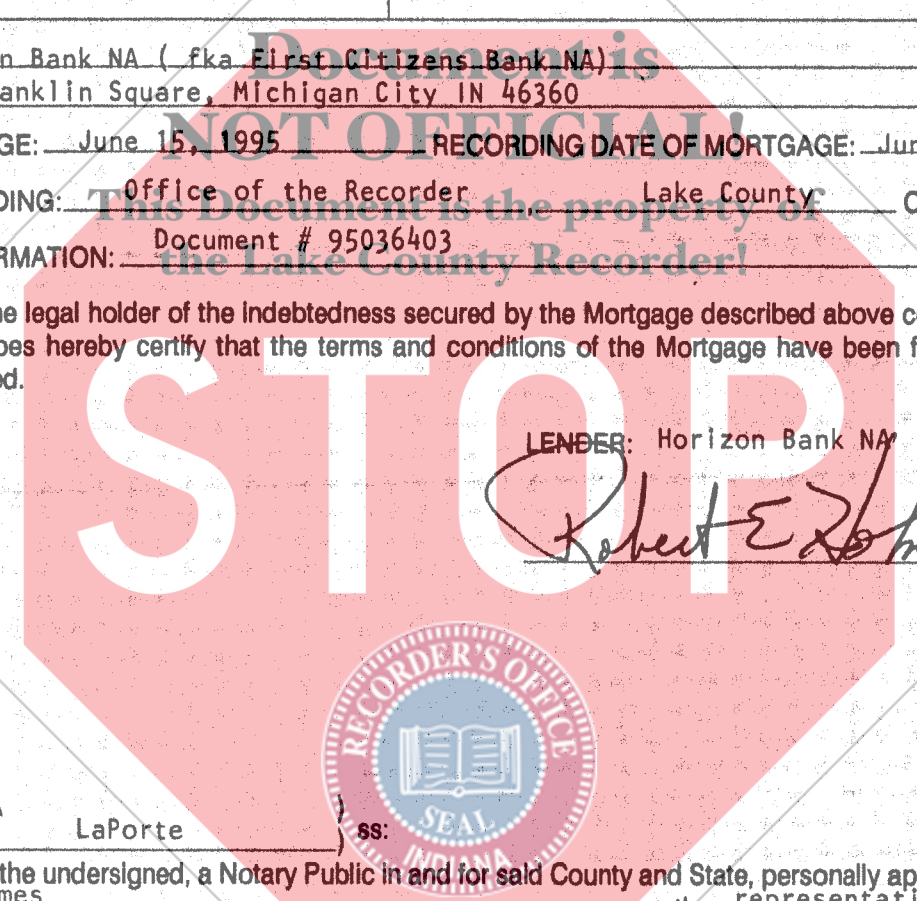 n Bank NA ( fka First Citizens Bank NA)
anklin Square, Michigan City IN 46360
GE: June 15, 1995 RECORDING DATE OF MORTGAGE: Jun
DING: Office of the Recorder , Lake County C
RMATION: Document # 95036403
Document is
NOT OFFICIAL!
This Document is the property of
the Lake County Recorder!
e legal holder of the indebtedness secured by the Mortgage described above c
oes hereby certify that the terms and conditions of the Mortgage have been f
ed.
STOP
LENDER: Horizon Bank NA
Robert E
RECORDER'S OFFICE
SEAL
INDIANA
LaPorte ) ss:
the undersigned, a Notary Public in and for said County and State, personally ap
mes representati